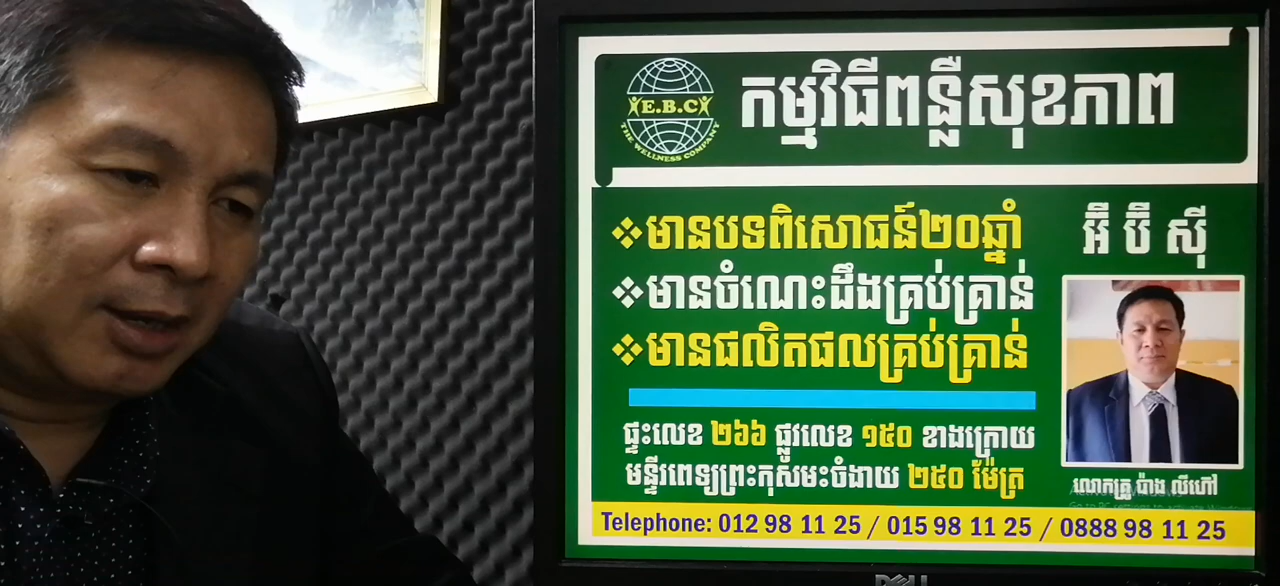 E.B.C
THE WELLNESS COMPANY
កម្មវិធីពន្លឺសុខភាព
❖មានបទពិសោធន៍២០ឆ្នាំ
❖មានចំណេះដឹងគ្រប់គ្រាន់
❖មានផលិតផលគ្រប់គ្រាន់
អ៊ី ប៊ី ស៊ី
ផ្ទះលេខ ២៦៦ ផ្លូវលេខ ១៥០ ខាងក្រោយ
មន្ទីរពេទ្យព្រះកុសមះចំងាយ ២៥០ ម៉ែត្រ
លោកគ្រូ ឆាង លីហ៊ៅ
Telephone: 012 98 11 25 / 015 98 11 25 / 0888 98 11 25